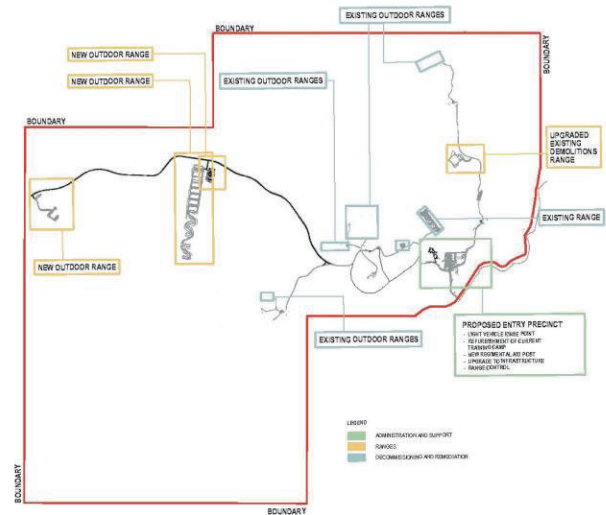 EXISTING OUTDOOR RANGES
BOUNDARY
NEW OUTDOOR RANGE
NEW OUTDOOR RANGE
EXISTING OUTDOOR RANGES
BOUNDARY
BOUNDARY
UPGRADED
EXISTING
DEMOLITIONS
RANGE
EXISTING RANGE
NEW OUTDOOR RANGE
EXISTING OUTDOOR RANGES
PROPOSED ENTRY PRECINCT
- LIGHT VEHICLE RINSE POINT
- REFURBISHMENT OF CURRENT
TRAINING CAMP
- NEW REGIMENTAL AID POST
- UPGRADE TO INFRASTRUCTURE
- RANGE CONTROL
LEGEND
ADMINISTRATION AND SUPPORT
RANGES
DECOMMISSIONING AND REMEDIATION
BOUNDARY
BOUNDARY